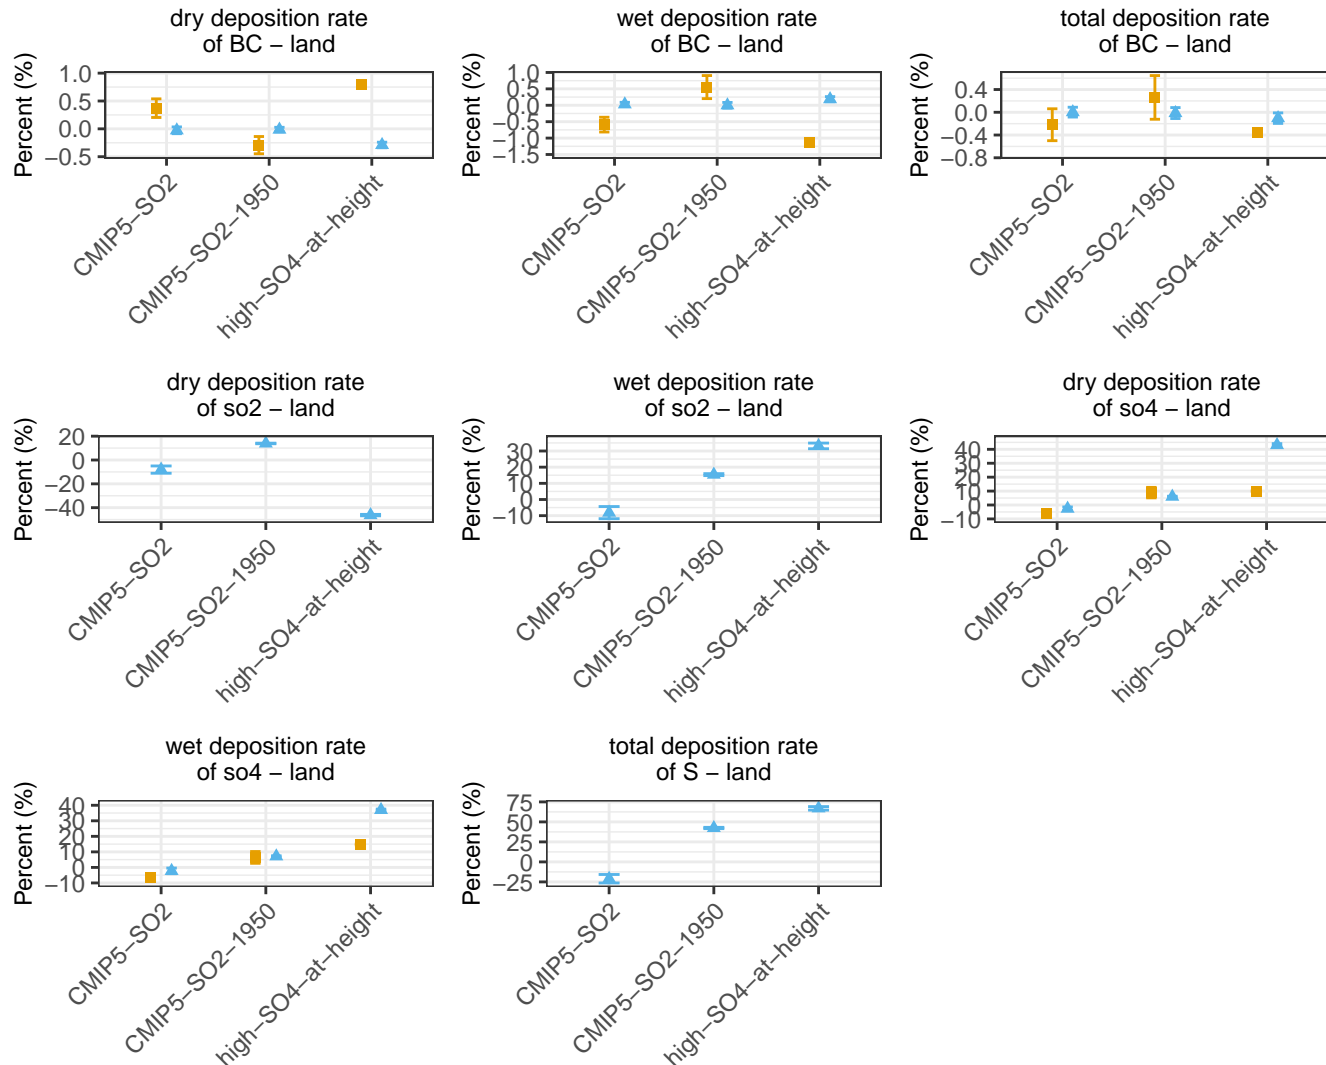 dry deposition rate
of BC − land
wet deposition rate
of BC − land
total deposition rate
of BC − land
Percent (%)
1.0
0.5
0.0
−0.5
CMIP5−SO2
CMIP5−SO2−1950
high−SO4−at−height
Percent (%)
1.0
0.5
0.0
−0.5
−1.0
−1.5
CMIP5−SO2
CMIP5−SO2−1950
high−SO4−at−height
Percent (%)
0.4
0.0
−0.4
−0.8
CMIP5−SO2
CMIP5−SO2−1950
high−SO4−at−height
dry deposition rate
of so2 − land
wet deposition rate
of so2 − land
dry deposition rate
of so4 − land
Percent (%)
20
0
−20
−40
CMIP5−SO2
CMIP5−SO2−1950
high−SO4−at−height
Percent (%)
30
20
10
0
−10
CMIP5−SO2
CMIP5−SO2−1950
high−SO4−at−height
Percent (%)
40
30
20
10
0
−10
CMIP5−SO2
CMIP5−SO2−1950
high−SO4−at−height
wet deposition rate
of so4 − land
total deposition rate
of S − land
Percent (%)
40
30
20
10
0
−10
CMIP5−SO2
CMIP5−SO2−1950
high−SO4−at−height
Percent (%)
75
50
25
0
−25
CMIP5−SO2
CMIP5−SO2−1950
high−SO4−at−height